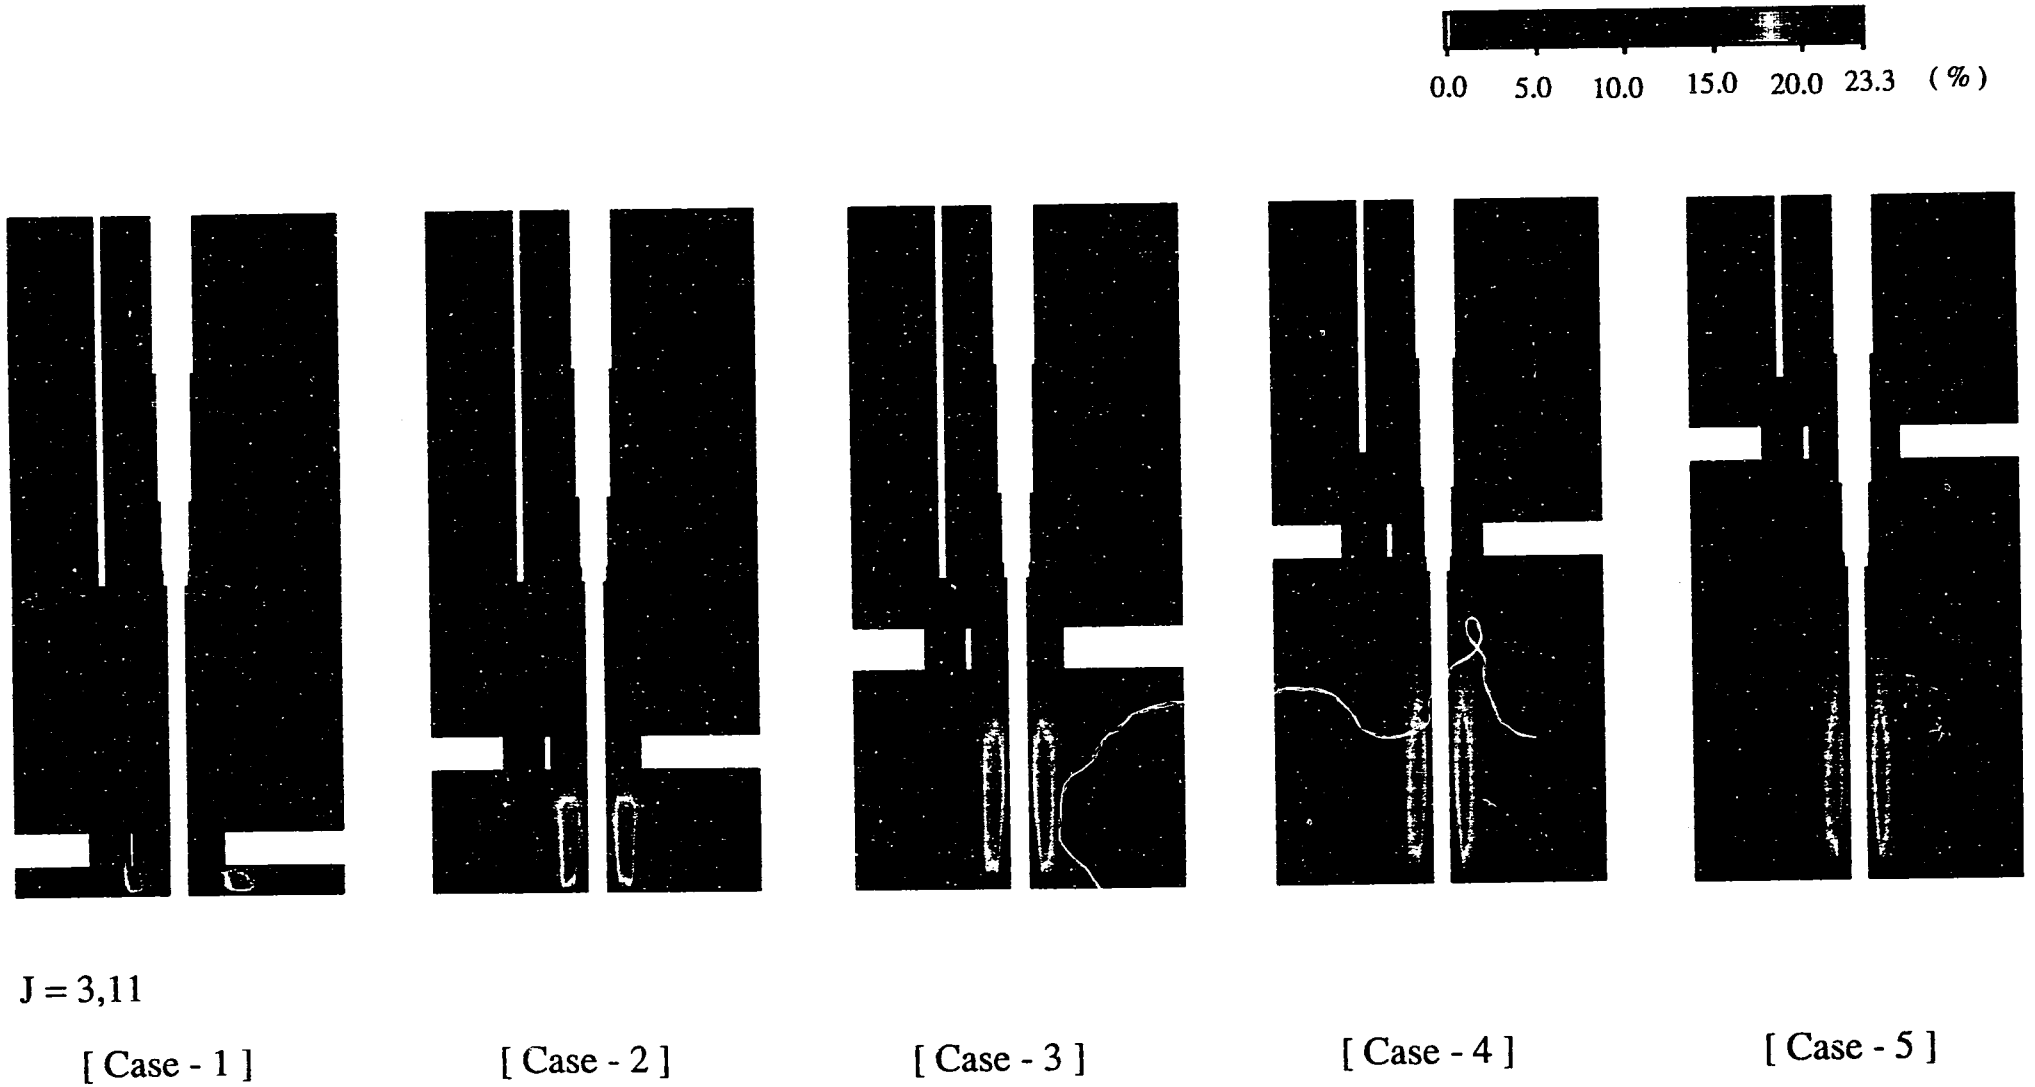 0.0 5.0 10.0 15.0 20.0 23.3 ( % )
J = 3,11
[ Case - 1 ] [ Case - 2 ] [ Case - 3 ] [ Case - 4 ] [ Case - 5 ]